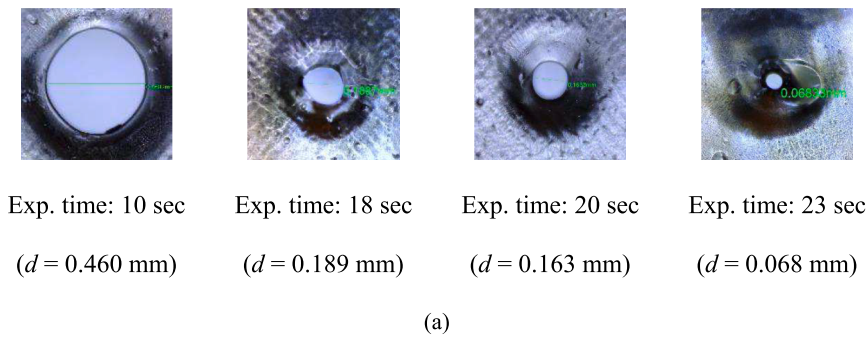 0.06833mm
Exp. time: 10 sec
Exp. time: 18 sec
Exp. time: 20 sec
Exp. time: 23 sec
(d = 0.460 mm)
(d = 0.189 mm)
(d = 0.163 mm)
(d = 0.068 mm)
(a)